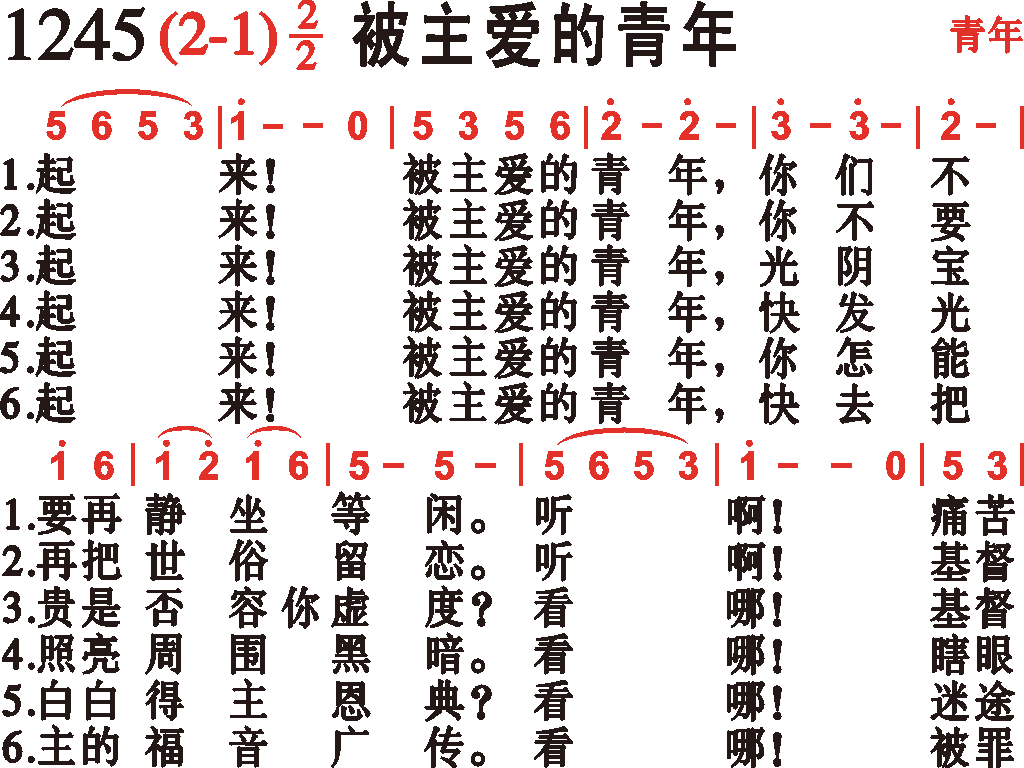 1245 (2-1) 2/2 被主爱的青年 青年
5 6 5 3 | i - - 0 | 5 3 5 6 | 2̇ - 2̇ - | 3̇ - 3̇ - | 2̇ - |
1.起 来！ 被主爱的青 年，你 们 不
2.起 来！ 被主爱的青 年，你 不 要
3.起 来！ 被主爱的青 年，光 阴 宝
4.起 来！ 被主爱的青 年，快 发 光
5.起 来！ 被主爱的青 年，你 怎 能
6.起 来！ 被主爱的青 年，快 去 把
1̇ 6 | 1̇ 2̇ 1̇ 6 | 5 - 5 - | 5 6 5 3 | 1̇ - - 0 | 5 3 |
1.要再 静 坐 等 闲。听 啊！ 痛苦
2.再把 世 俗 留 恋。听 啊！ 基督
3.贵是 否 容 你虚 度？看 哪！ 基督
4.照亮 周 围 黑 暗。看 哪！ 瞎眼
5.白白 得 主 恩 典？看 哪！ 迷途
6.主的 福 音 广 传。看 哪！ 被罪